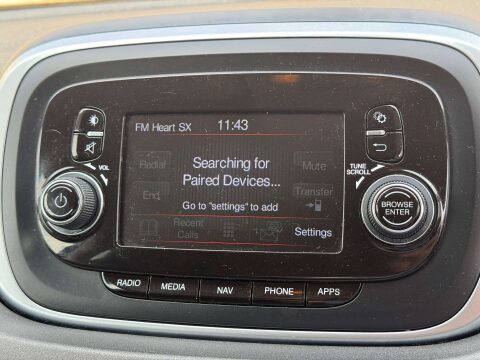 FM Heart SX 11:43
Searching for
Paired Devices...
Go to "settings" to add
Redial
Mute
End
Transfer
Recent
Calls
Settings
VOL
TUNE
SCROLL
BROWSE
ENTER
RADIO
MEDIA
NAV
PHONE
APPS